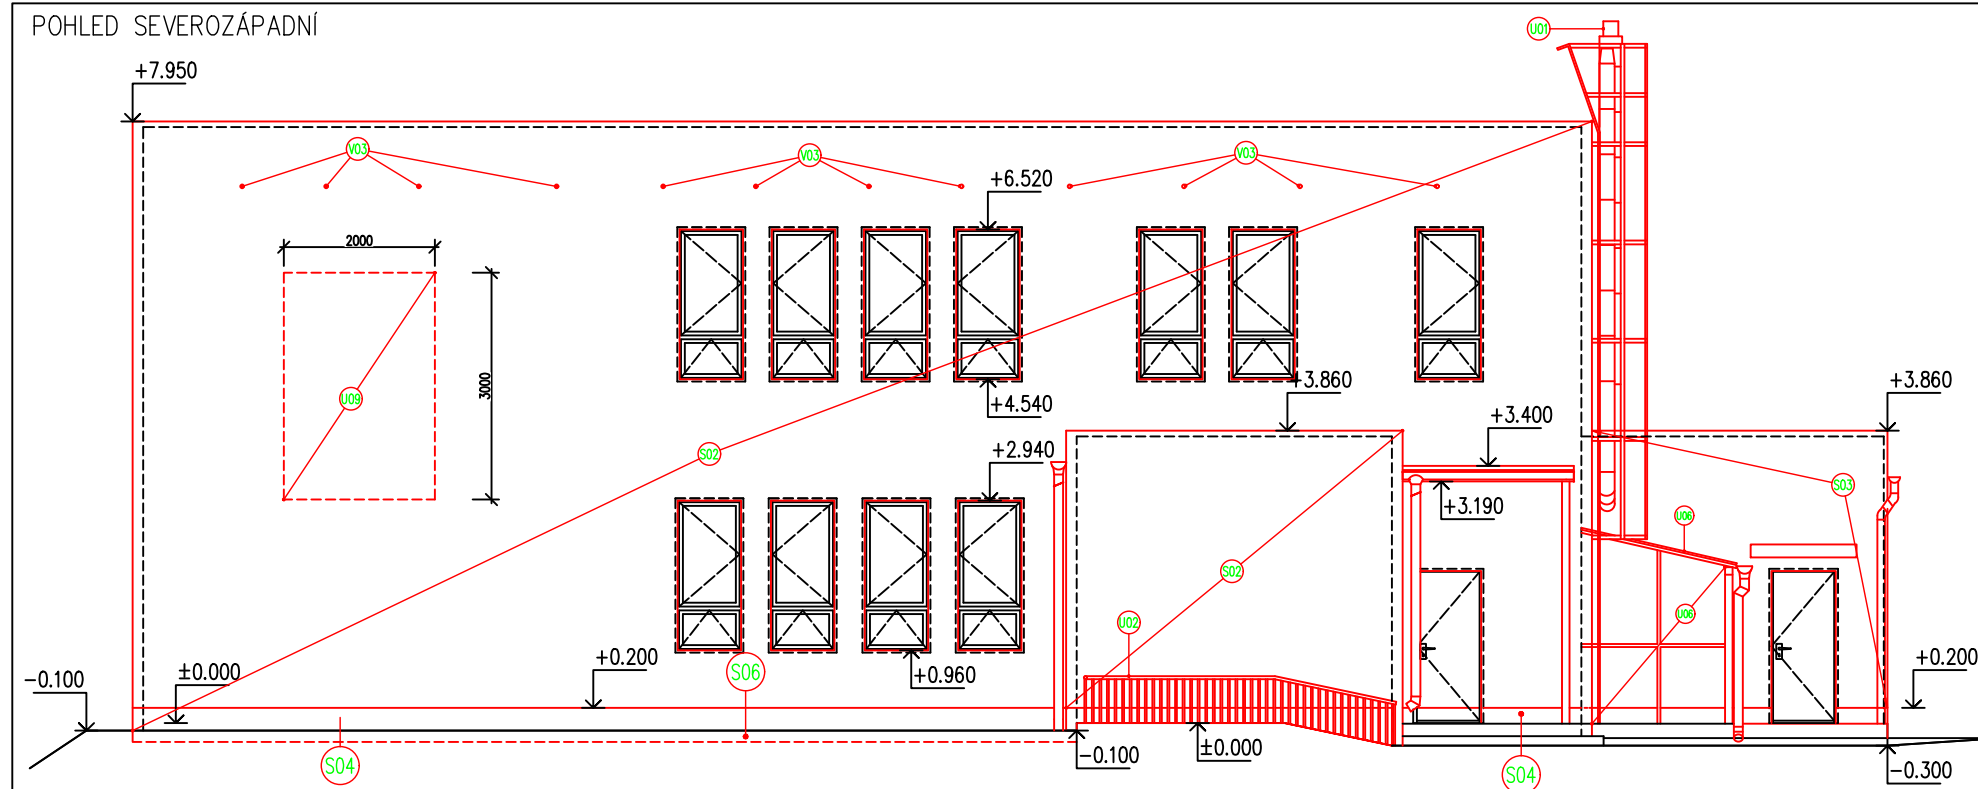 POHLED SEVEROZÁPADNÍ
U01
+7.950
V03
V03
V03
+6.520
2000
3000
U09
+4.540
+3.860
+3.860
+3.400
S02
+2.940
+3.190
S03
U06
S02
U06
U02
+0.960
S06
+0.200
+0.200
±0.000
-0.100
-0.100
±0.000
S04
S04
-0.300